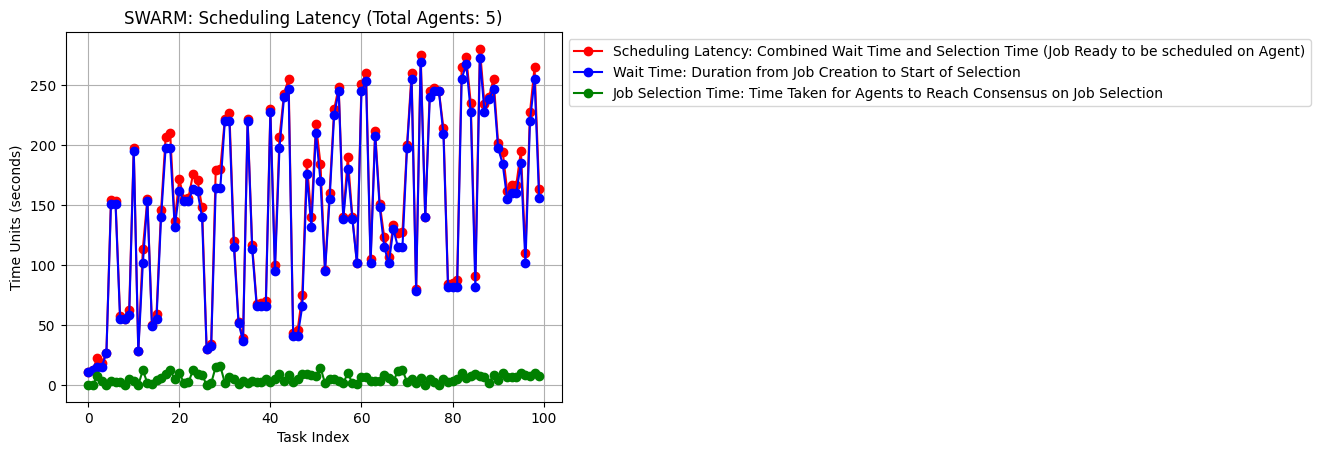 SWARM: Scheduling Latency (Total Agents: 5)
Scheduling Latency: Combined Wait Time and Selection Time (Job Ready to be scheduled on Agent)
Wait Time: Duration from Job Creation to Start of Selection
Job Selection Time: Time Taken for Agents to Reach Consensus on Job Selection
Time Units (seconds)
250
200
150
100
50
0
0 20 40 60 80 100
Task Index